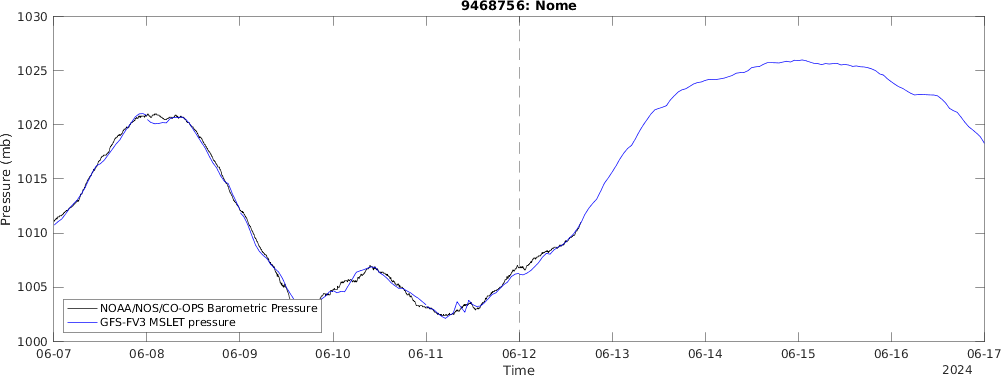 9468756: Nome
1030
1025
1020
1015
1010
1005
1000
Pressure (mb)
NOAA/NOS/CO-OPS Barometric Pressure
GFS-FV3 MSLET pressure
06-07 06-08 06-09 06-10 06-11 06-12 06-13 06-14 06-15 06-16 06-17
Time
2024